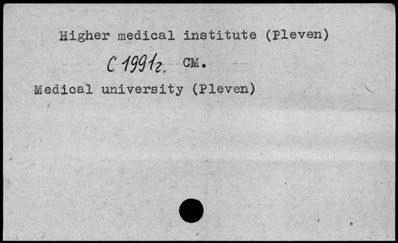 Higher medical institute (Pleven)
С 1991г. СМ.
Medical university (Pleven)